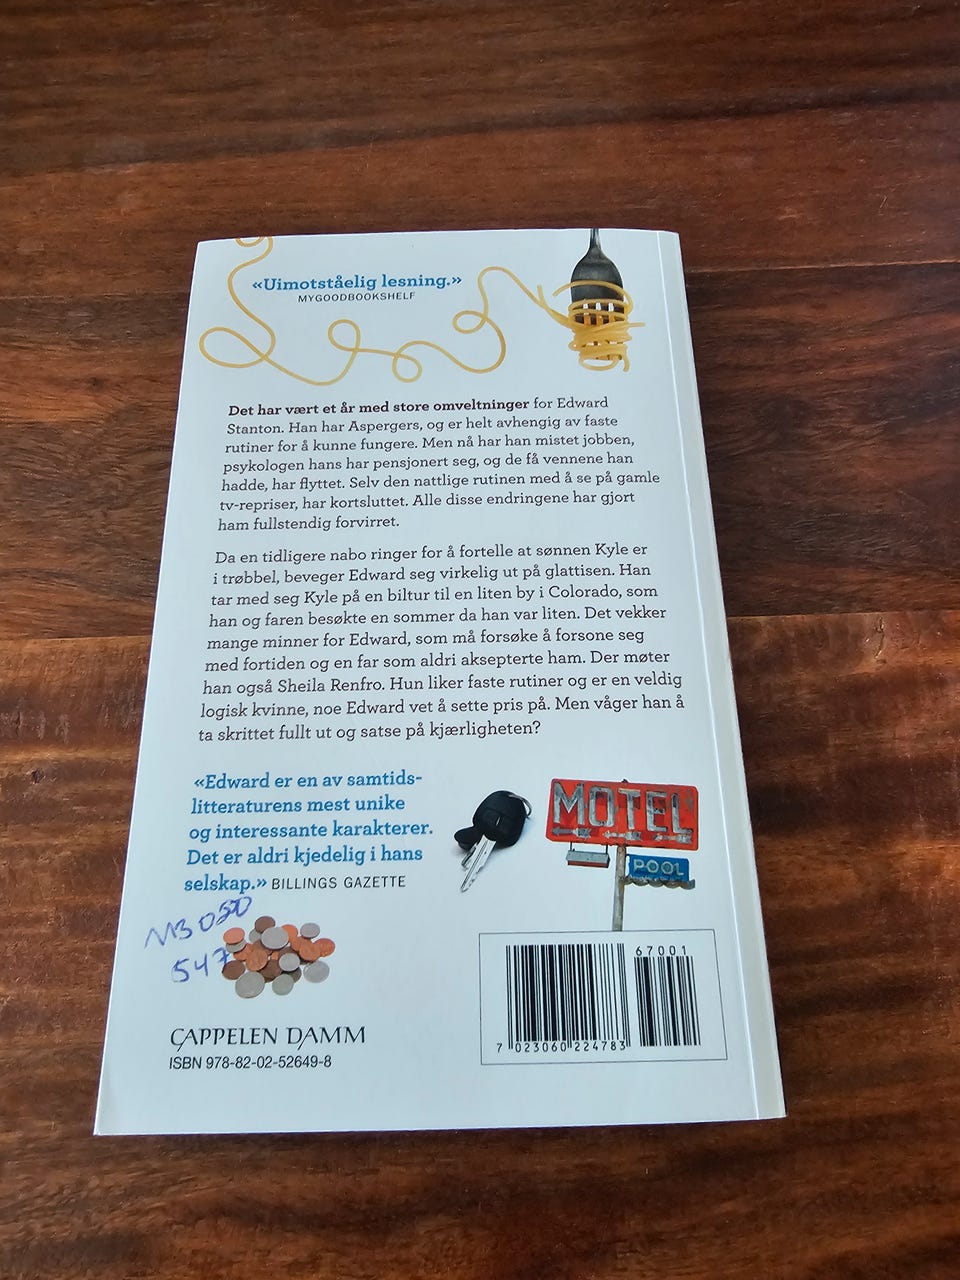 «Uimotståelig lesning.»
MYGOODBOOKSHELF
Det har vært et år med store omveltninger for Edward
Stanton. Han har Aspergers, og er helt avhengig av faste
rutiner for å kunne fungere. Men nå har han mistet jobben,
psykologen hans har pensjonert seg, og de få vennene han
hadde, har flyttet. Selv den nattlige rutinen med å se på gamle
tv-repriser, har kortsluttet. Alle disse endringene har gjort
ham fullstendig forvirret.
Da en tidligere nabo ringer for å fortelle at sønnen Kyle er
i trøbbel, beveger Edward seg virkelig ut på glattisen. Han
tar med seg Kyle på en biltur til en liten by i Colorado, som
han og faren besøkte en sommer da han var liten. Det vekker
mange minner for Edward, som må forsøke å forsone seg
med fortiden og en far som aldri aksepterte ham. Der møter
han også Sheila Renfro. Hun liker faste rutiner og er en veldig
logisk kvinne, noe Edward vet å sette pris på. Men våger han å
ta skrittet fullt ut og satse på kjærligheten?
«Edward er en av samtids-
litteraturens mest unike
og interessante karakterer.
Det er aldri kjedelig i hans
selskap.» BILLINGS GAZETTE
MOTEL
POOL
547
CAPPELEN DAMM
ISBN 978-82-02-52649-8
67001
7 023060 224783